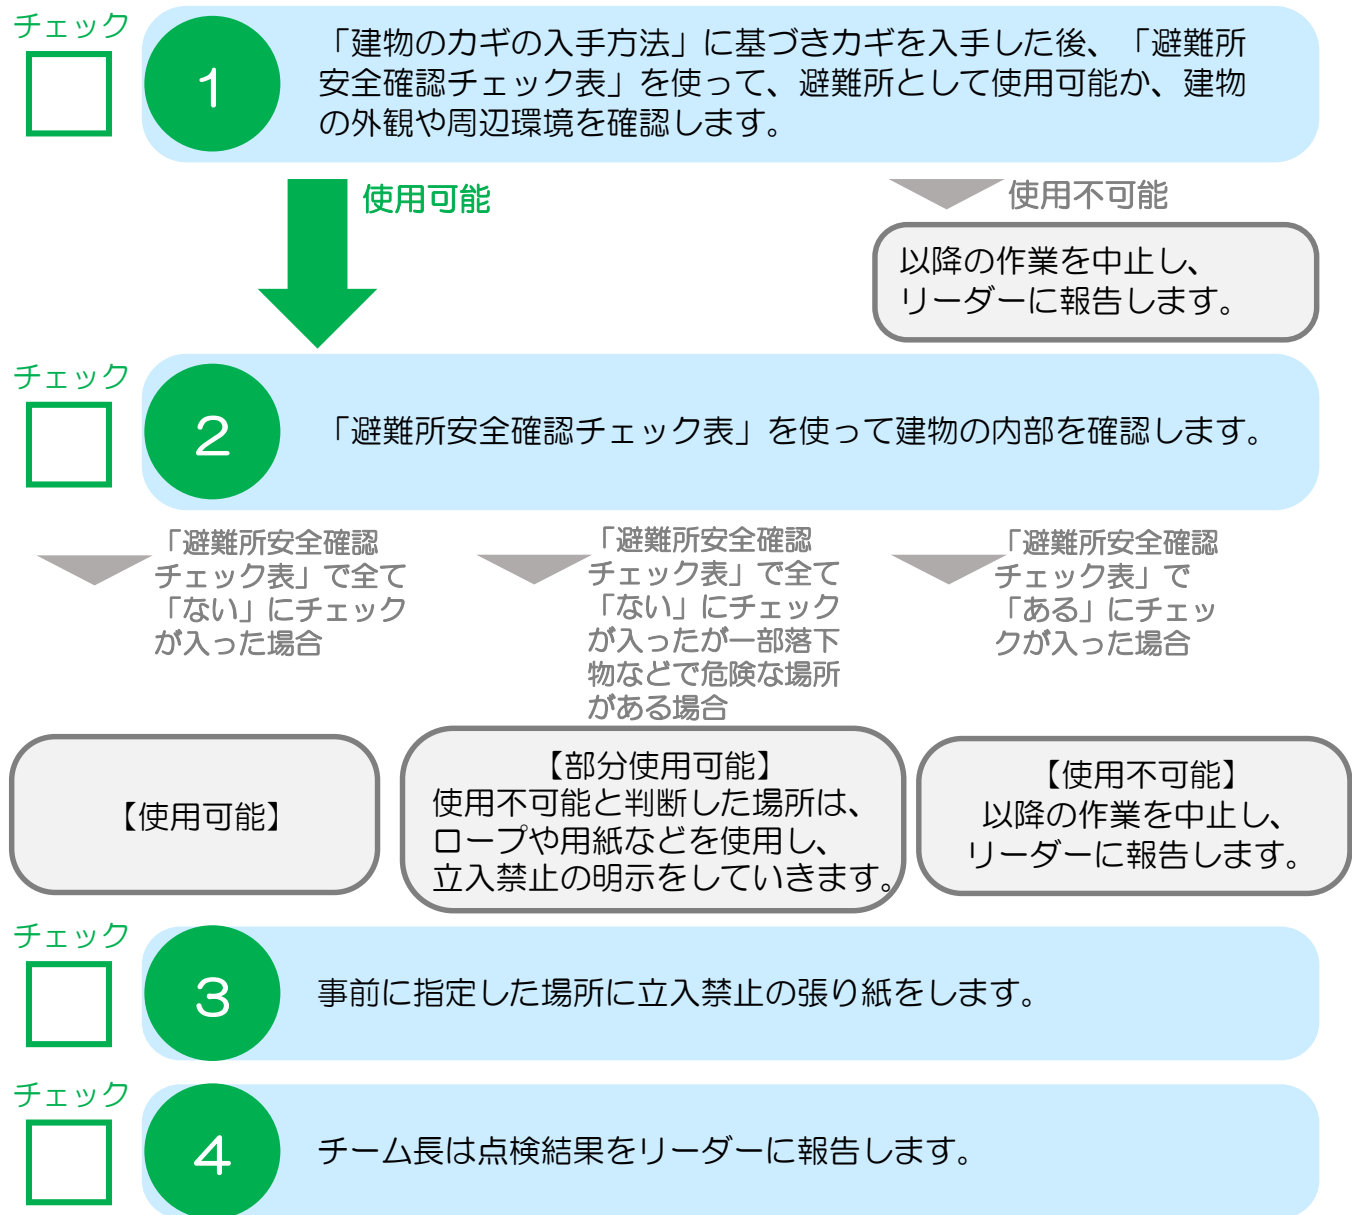 チェック
1
「建物のカギの入手方法」に基づきカギを入手した後、「避難所
安全確認チェック表」を使って、避難所として使用可能か、建物
の外観や周辺環境を確認します。
使用可能
使用不可能
以降の作業を中止し、
リーダーに報告します。
チェック
2
「避難所安全確認チェック表」を使って建物の内部を確認します。
「避難所安全確認
チェック表」で全て
「ない」にチェック
が入った場合
「避難所安全確認
チェック表」で全て
「ない」にチェック
が入ったが一部落下
物などで危険な場所
がある場合
「避難所安全確認
チェック表」で
「ある」にチェッ
クが入った場合
【使用可能】
【部分使用可能】
使用不可能と判断した場所は、
ロープや用紙などを使用し、
立入禁止の明示をしていきます。
【使用不可能】
以降の作業を中止し、
リーダーに報告します。
チェック
3
事前に指定した場所に立入禁止の張り紙をします。
チェック
4
チーム長は点検結果をリーダーに報告します。